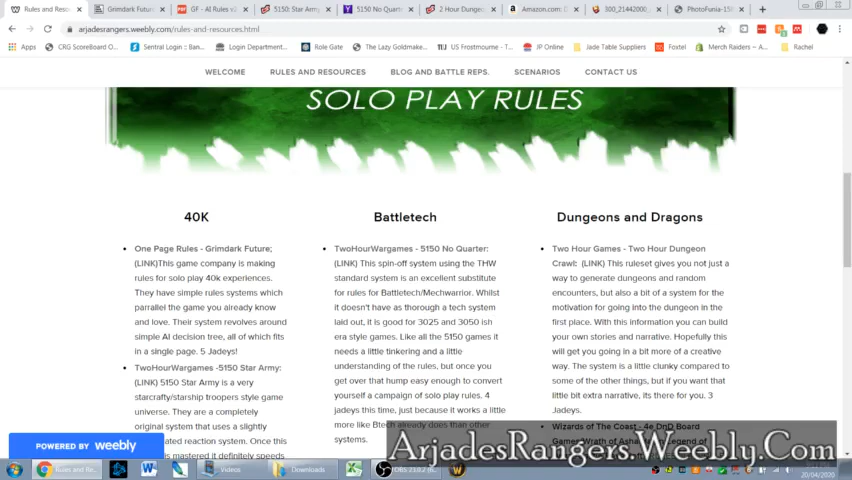 Rules and Reso
Grimdark Future
GF - AI Rules v2
5150: Star Army
5150 No Quarte
2 Hour Dungeo
Amazon.com: D
300_21442000_
PhotoFunia-158
arjadesrangers.weebly.com/rules-and-resources.html
Apps
CRG ScoreBoard O...
Sentral Login :: Ban...
Login Department...
Role Gate
The Lazy Goldmake...
US Frostmourne - T...
JP Online
Jade Table Suppliers
Merch Raiders – An...
Rachel
WELCOME
RULES AND RESOURCES
BLOG AND BATTLE REPS.
SCENARIOS
CONTACT US
SOLO PLAY RULES
40K
One Page Rules - Grimdark Future;
(LINK)This game company is making
rules for solo play 40k experiences.
They have simple rules systems which
parrallel the game you already know
and love. Their system revolves around
simple AI decision tree, all of which fits
in a single page. 5 Jadeys!
TwoHourWargames -5150 Star Army:
(LINK) 5150 Star Army is a very
starcrafty/starship troopers style game
universe. They are a completely
original system that uses a slightly
ated reaction system. Once this
is mastered it definitely speeds
Battletech
TwoHourWargames - 5150 No Quarter:
(LINK) This spin-off system using the THW
standard system is an excellent substitute
for rules for Battletech/Mechwarrior. Whilst
it doesn't have as thorough a tech system
laid out, it is good for 3025 and 3050 ish
era style games. Like all the 5150 games it
needs a little tinkering and a little
understanding of the rules, but once you
get over that hump easy enough to convert
yourself a campaign of solo play rules. 4
jadeys this time, just because it works a little
more like Btech already does than other
systems.
Dungeons and Dragons
Two Hour Games - Two Hour Dungeon
Crawl: (LINK) This ruleset gives you not just a
way to generate dungeons and random
encounters, but also a bit of a system for the
motivation for going into the dungeon in the
first place. With this information you can build
your own stories and narrative. Hopefully this
will get you going in a bit more of a creative
way. The system is a little clunky compared to
some of the other things, but if you want that
little bit extra narrative, its there for you. 3
Jadeys.
Wizards of The Coast - 4e DnD Board
Games Wrath of Ashardalon Legend of
POWERED BY weebly
ArjadesRangers.Weebly.Com
Rules and Re...
Videos
Downloads
OBS 23.0.2
20/04/2020